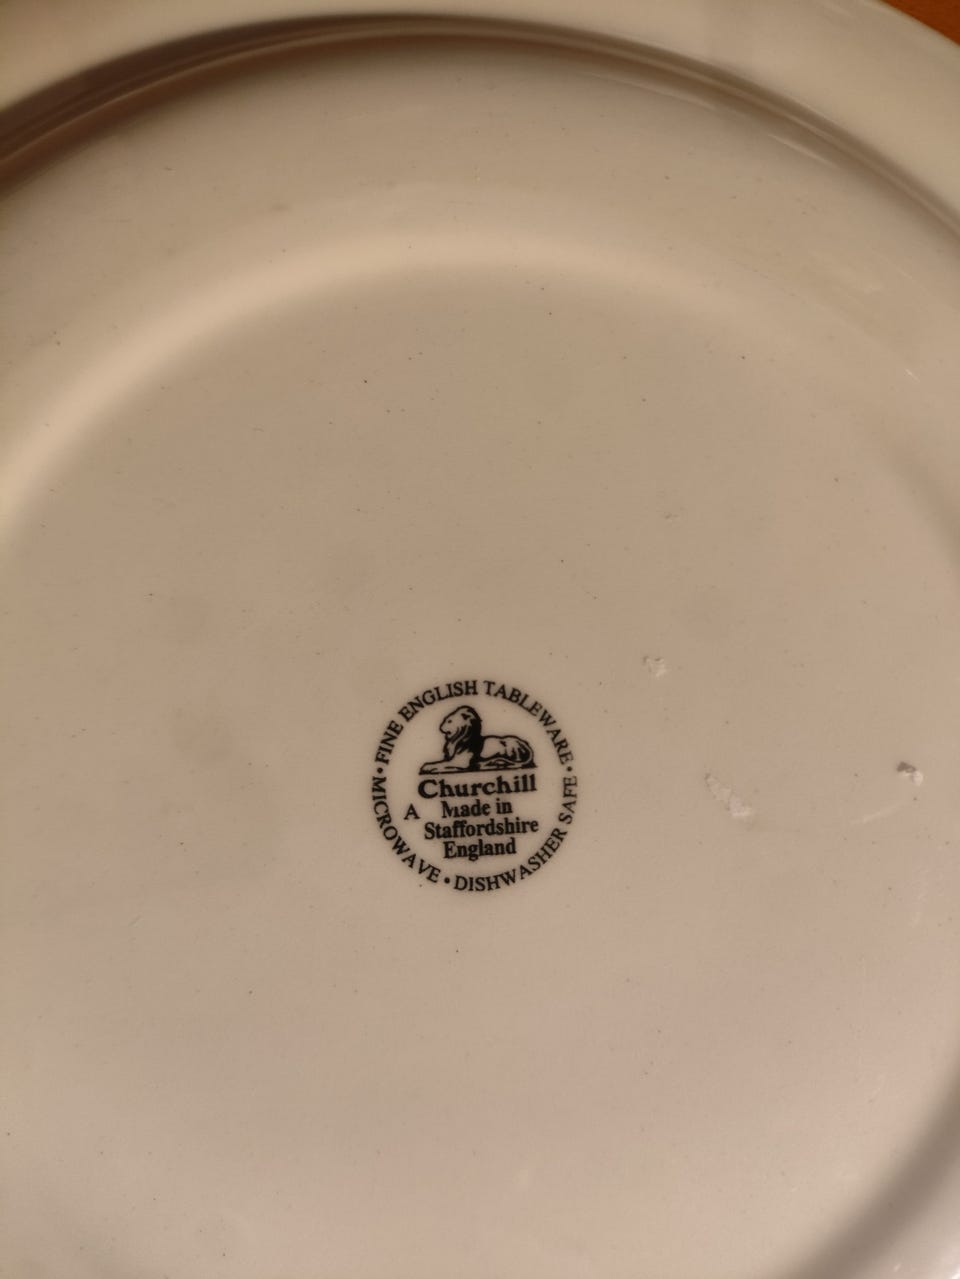 • FINE ENGLISH TABLEWARE •
Churchill
A Made in
Staffordshire
England
MICROWAVE • DISHWASHER SAFE